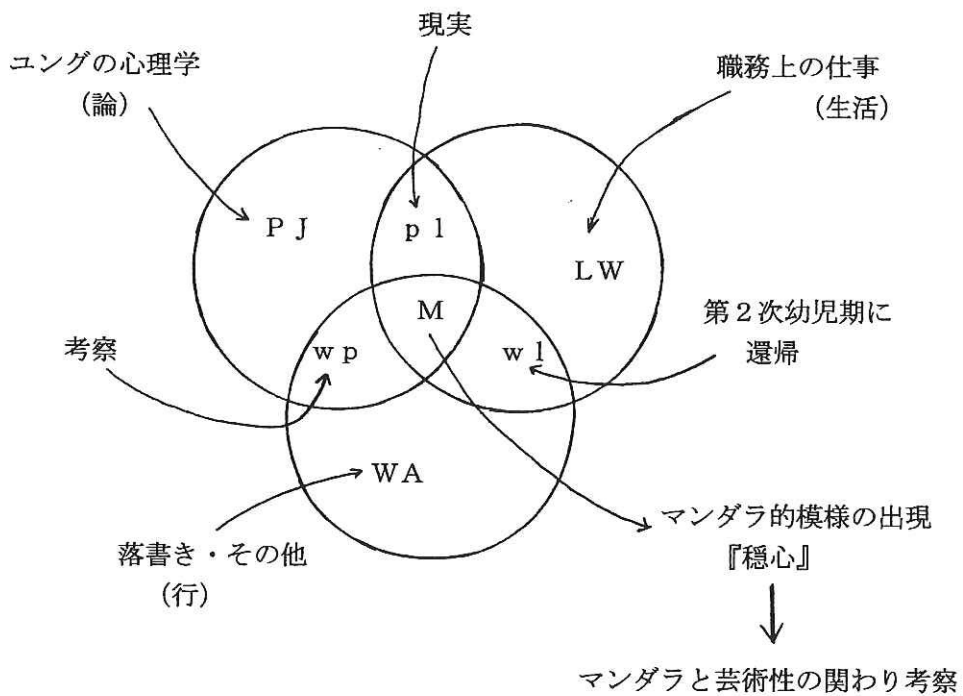 現実
ユングの心理学
(論)
職務上の仕事
(生活)
PJ
pl
LW
M
第2次幼児期に
還帰
考察
wp
wl
WA
落書き・その他
(行)
マンダラ的模様の出現
『穏心』
マンダラと芸術性の関わり考察